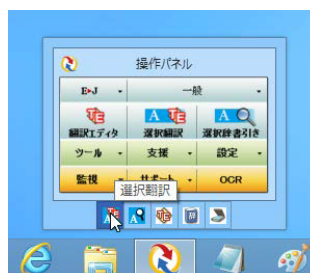 操作パネル
E▸J 一般
翻訳エディタ 選択翻訳 選択辞書引き
ツール 支援 設定
監視 サポート OCR
選択翻訳